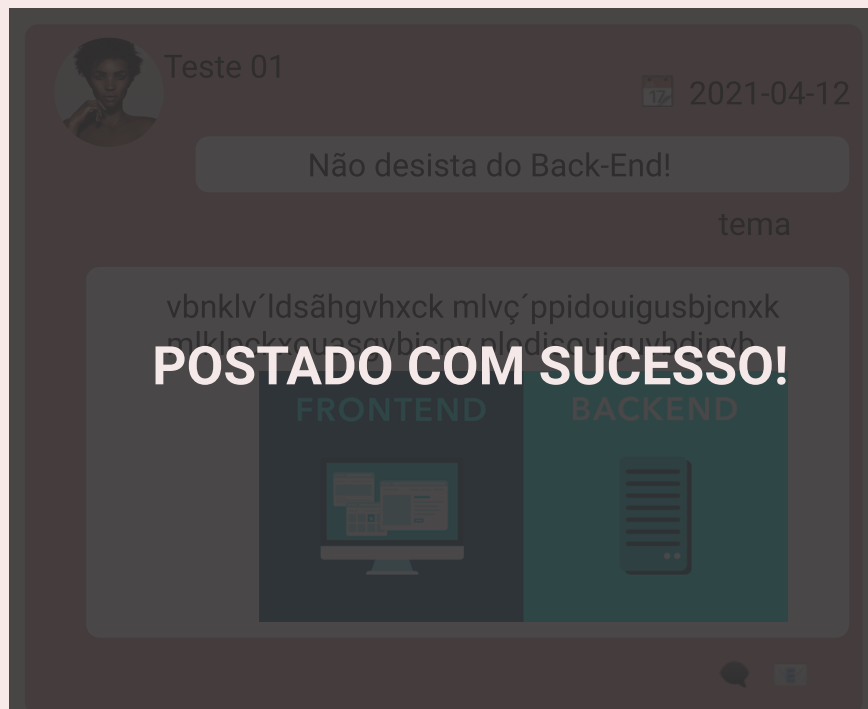 Teste 01
17
2021-04-12
Não desista do Back-End!
tema
vbnklv´ldsãhgvhxck mlvç´ppidouigusbjcnxk
POSTADO COM SUCESSO!
FRONTEND
BACKEND